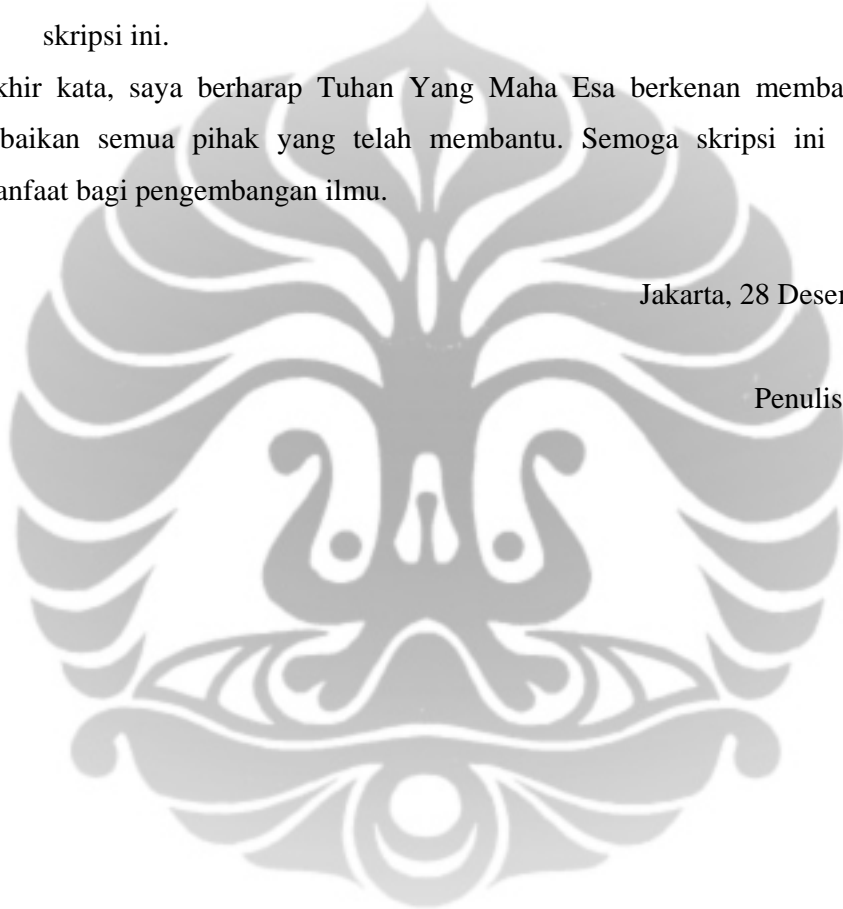 skripsi ini.
khir kata, saya berharap Tuhan Yang Maha Esa berkenan memba
baikan semua pihak yang telah membantu. Semoga skripsi ini
anfaat bagi pengembangan ilmu.
Jakarta, 28 Desem
Penulis